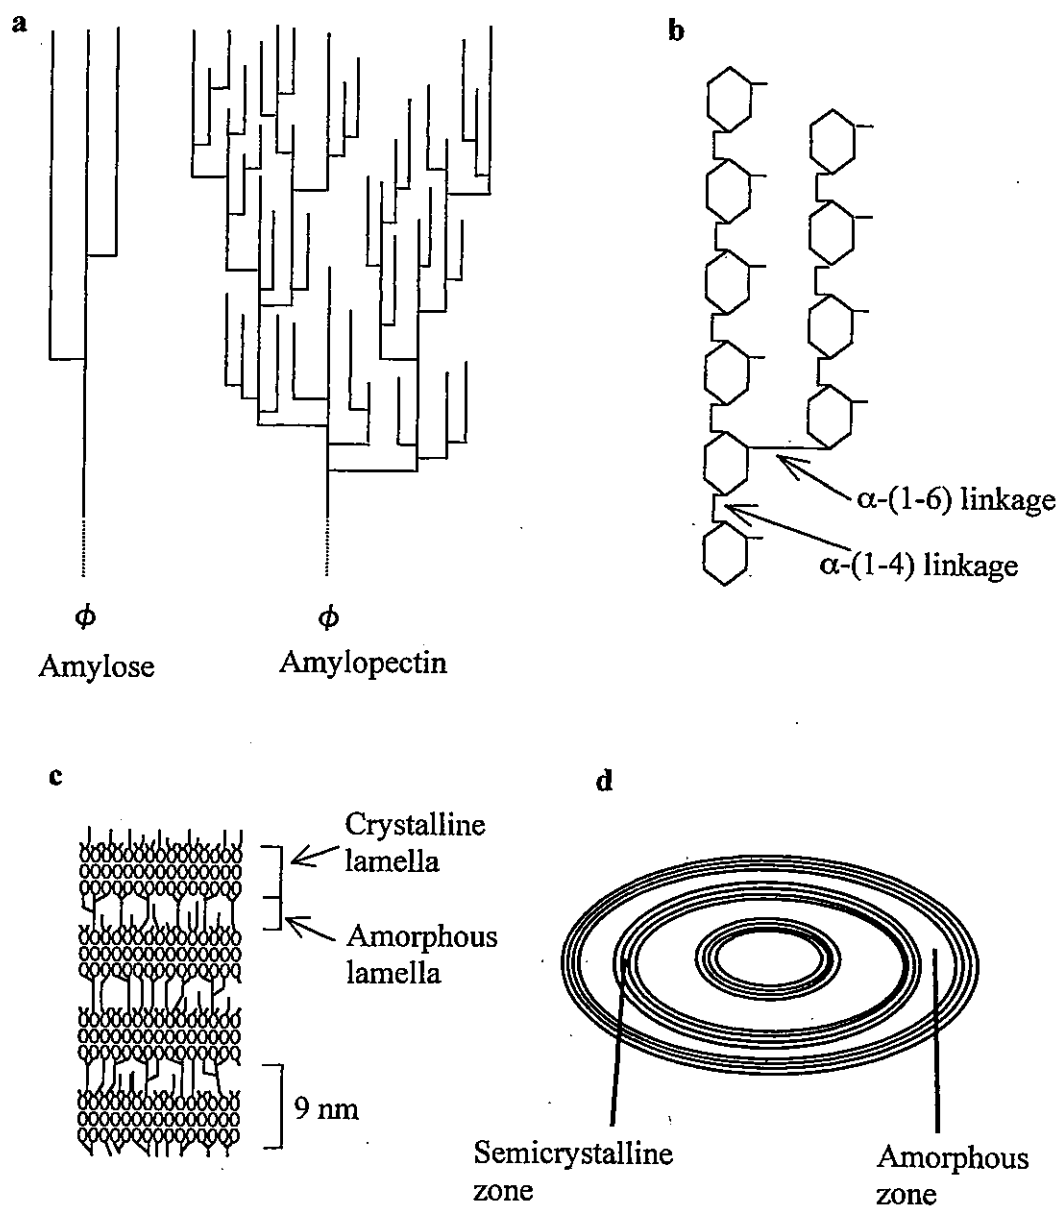 a
b
α-(1-6) linkage
α-(1-4) linkage
ϕ
ϕ
Amylose
Amylopectin
c
d
Crystalline
lamella
Amorphous
lamella
9 nm
Semicrystalline
zone
Amorphous
zone